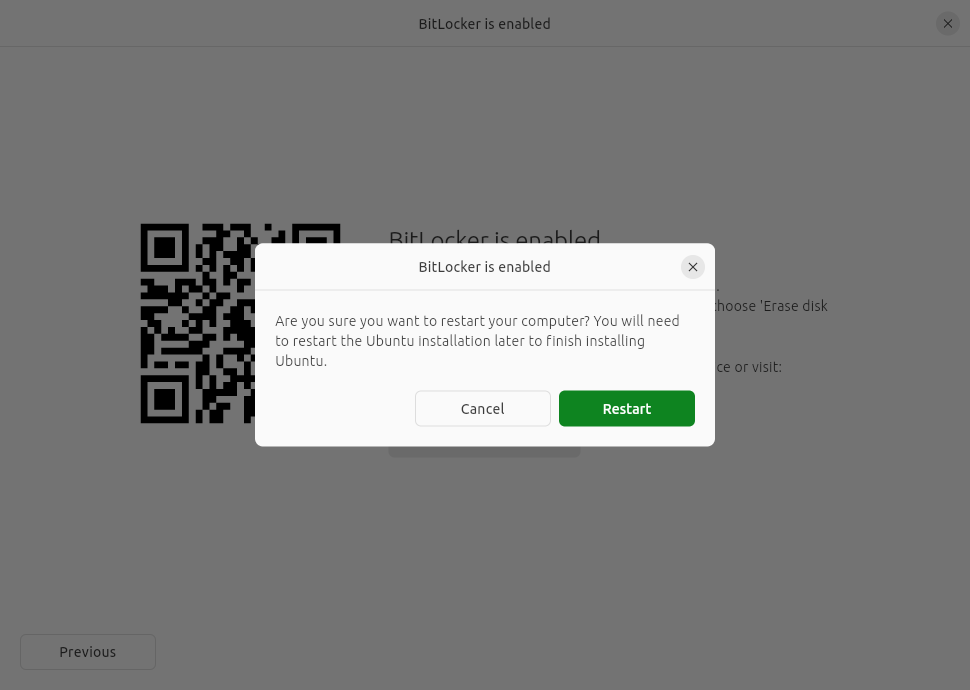 BitLocker is enabled
BitLocker is enabled
BitLocker is enabled
Are you sure you want to restart your computer? You will need
to restart the Ubuntu installation later to finish installing
Ubuntu.
choose 'Erase disk
or visit:
Cancel
Restart
Previous